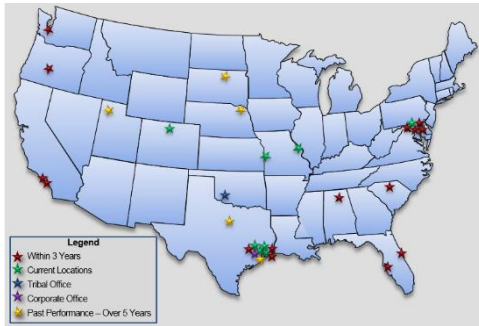 Legend
Within 3 Years
Current Locations
Tribal Office
Corporate Office
Past Performance – Over 5 Years